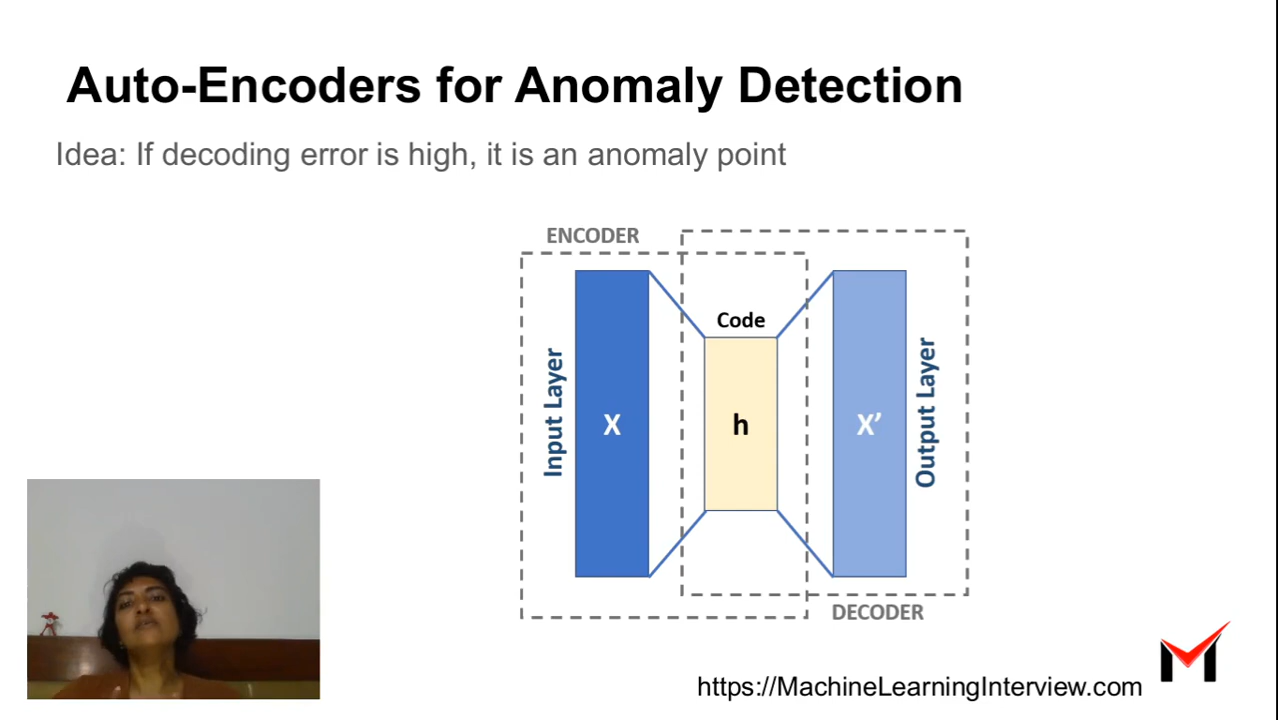 Auto-Encoders for Anomaly Detection
Idea: If decoding error is high, it is an anomaly point
ENCODER
Code
Input Layer
X
h
X’
Output Layer
DECODER
https://MachineLearningInterview.com